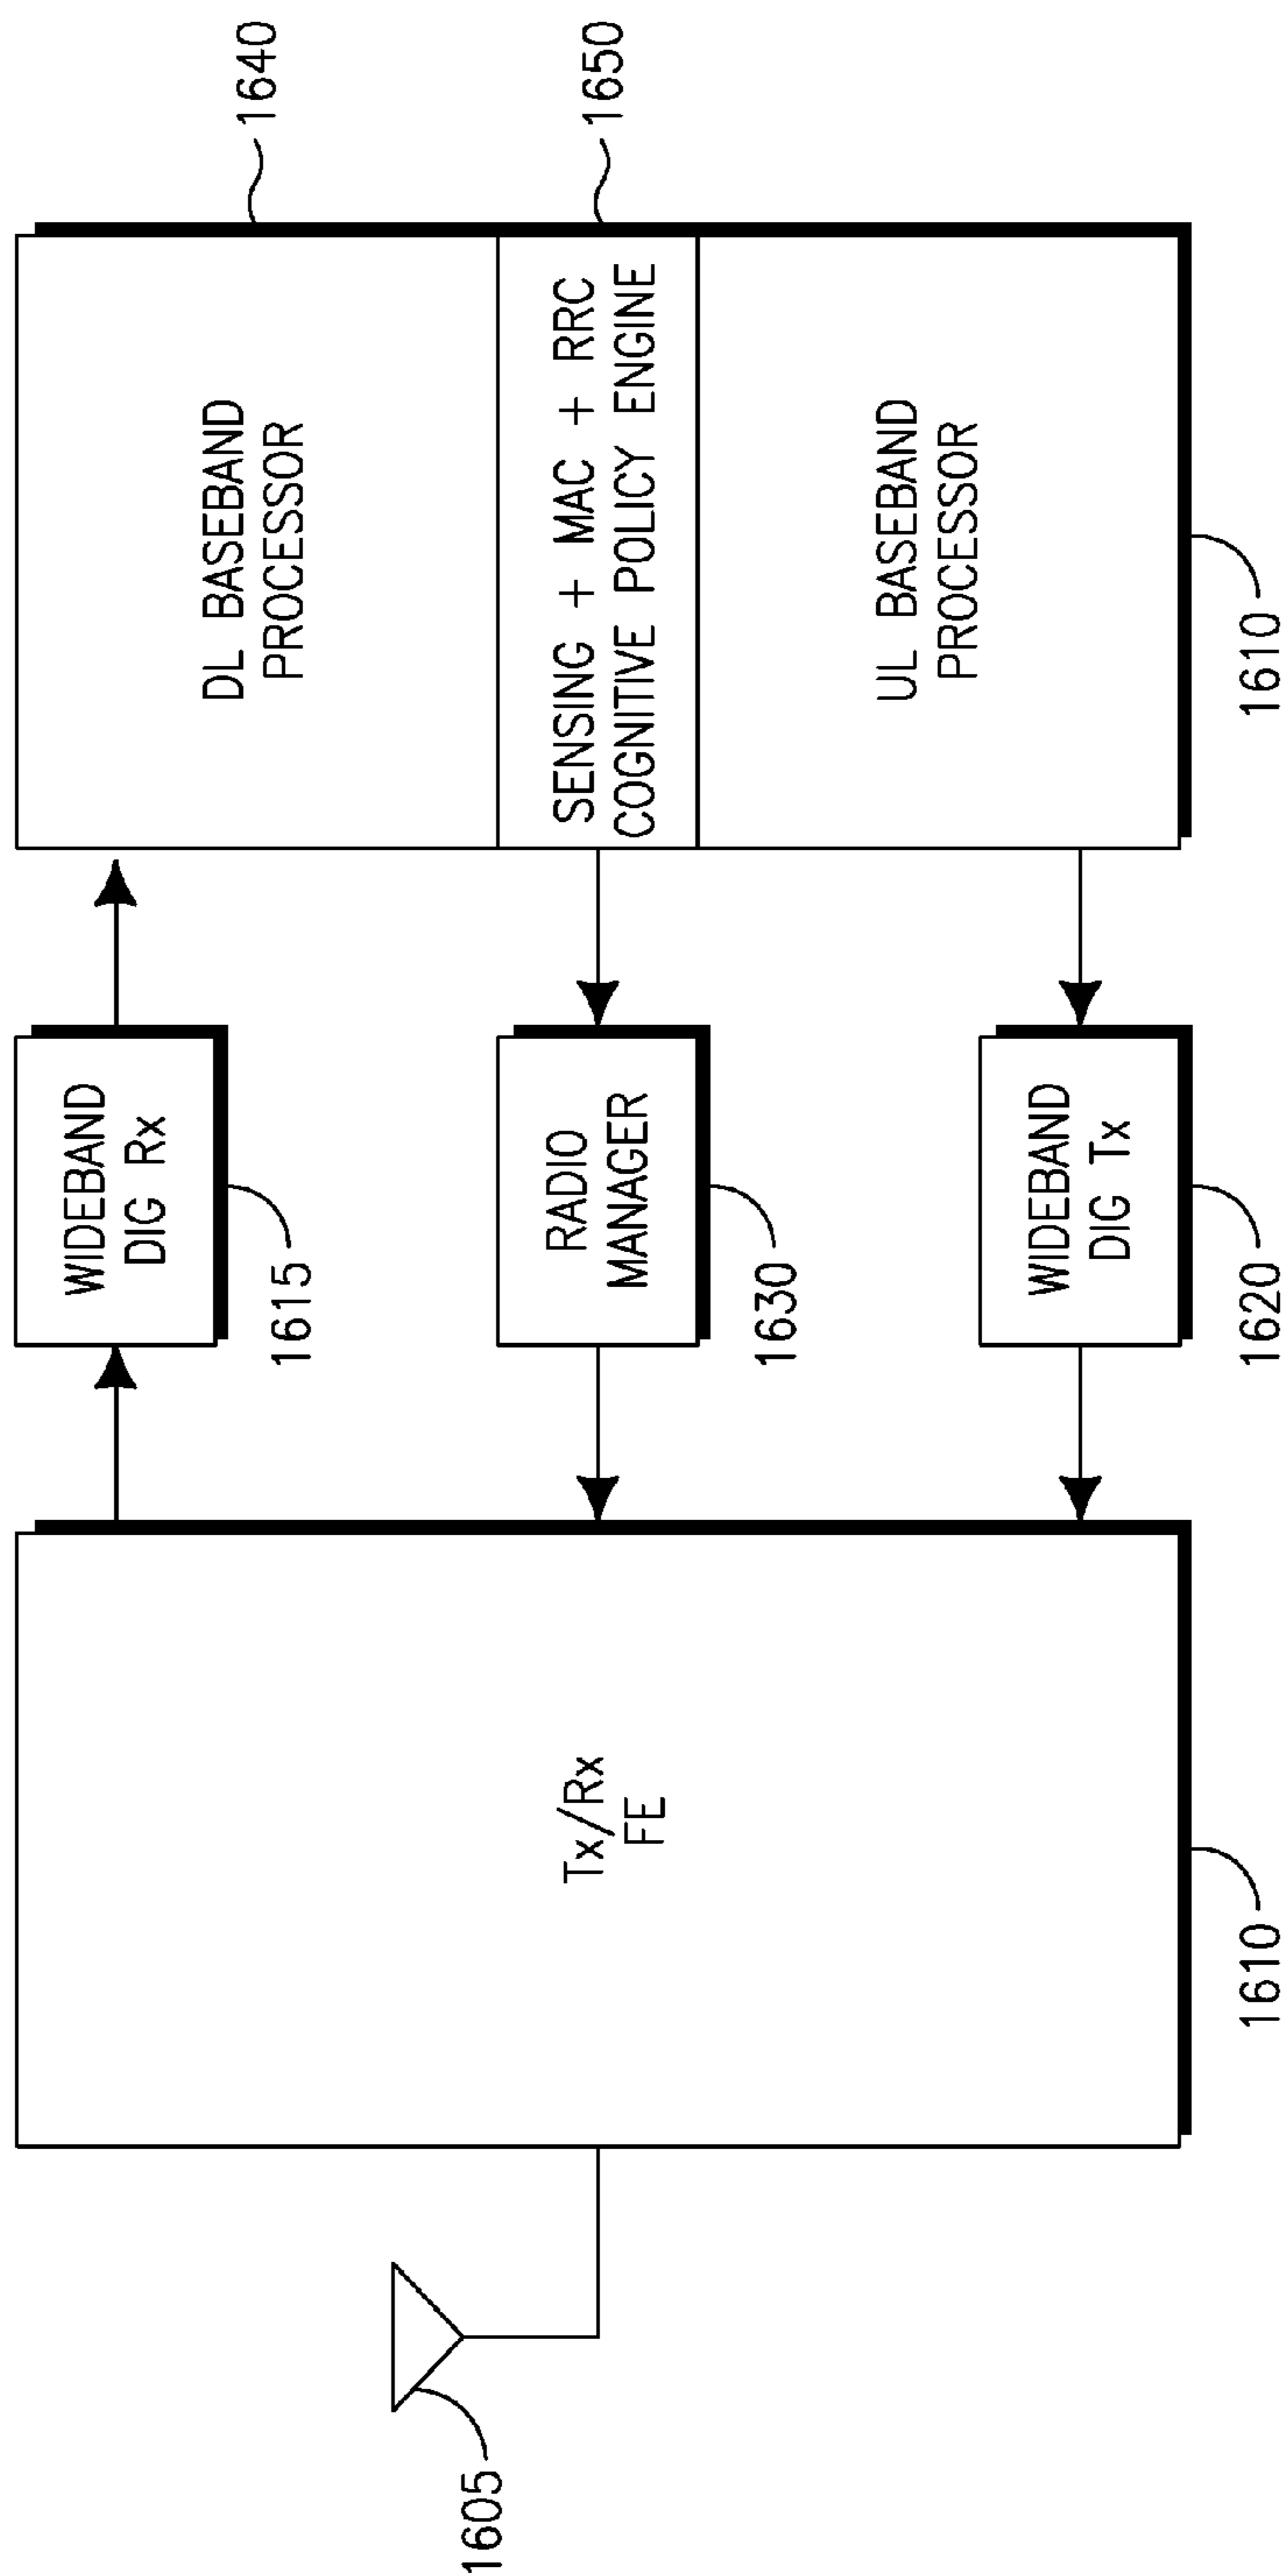 1605
Tx/Rx
FE
1610
WIDEBAND
DIG Rx
1615
RADIO
MANAGER
1630
WIDEBAND
DIG Tx
1620
DL BASEBAND
PROCESSOR
1640
SENSING + MAC + RRC
COGNITIVE POLICY ENGINE
1650
UL BASEBAND
PROCESSOR
1610